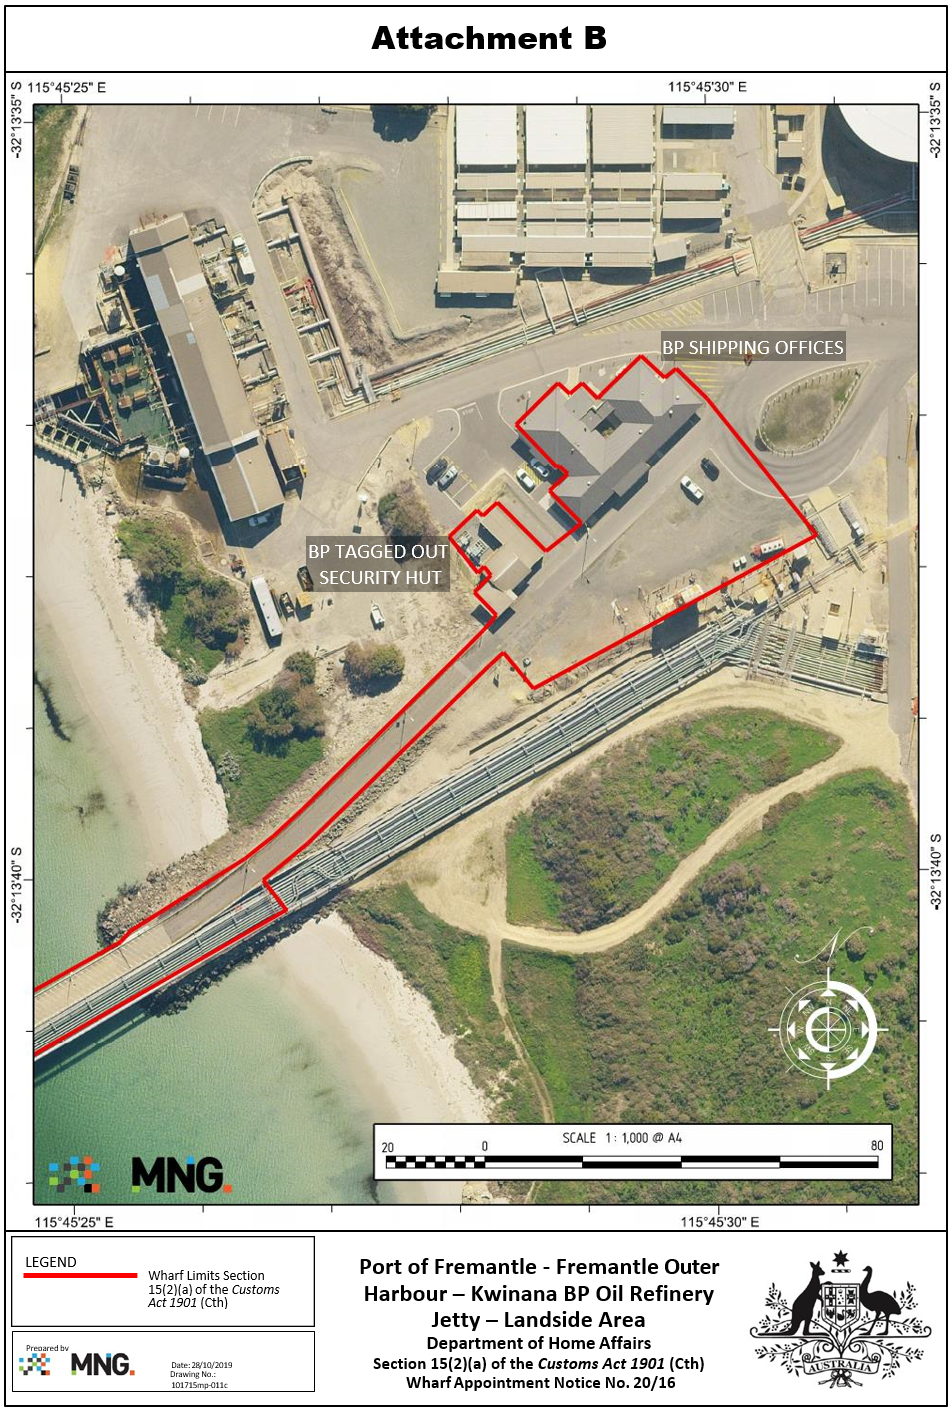 Attachment B
115°45'25" E
115°45'30" E
-32°13'35" S
-32°13'35" S
BP SHIPPING OFFICES
BP TAGGED OUT
SECURITY HUT
-32°13'40" S
-32°13'40" S
N
SCALE 1: 1,000 @ A4
20 0 80
MNG.
115°45'25" E
115°45'30" E
LEGEND
Wharf Limits Section
15(2)(a) of the Customs
Act 1901 (Cth)
Prepared by
MNG.
Date: 28/10/2019
Drawing No.:
101715mp-011c
Port of Fremantle - Fremantle Outer
Harbour – Kwinana BP Oil Refinery
Jetty – Landside Area
Department of Home Affairs
Section 15(2)(a) of the Customs Act 1901 (Cth)
Wharf Appointment Notice No. 20/16
AUSTRALIA